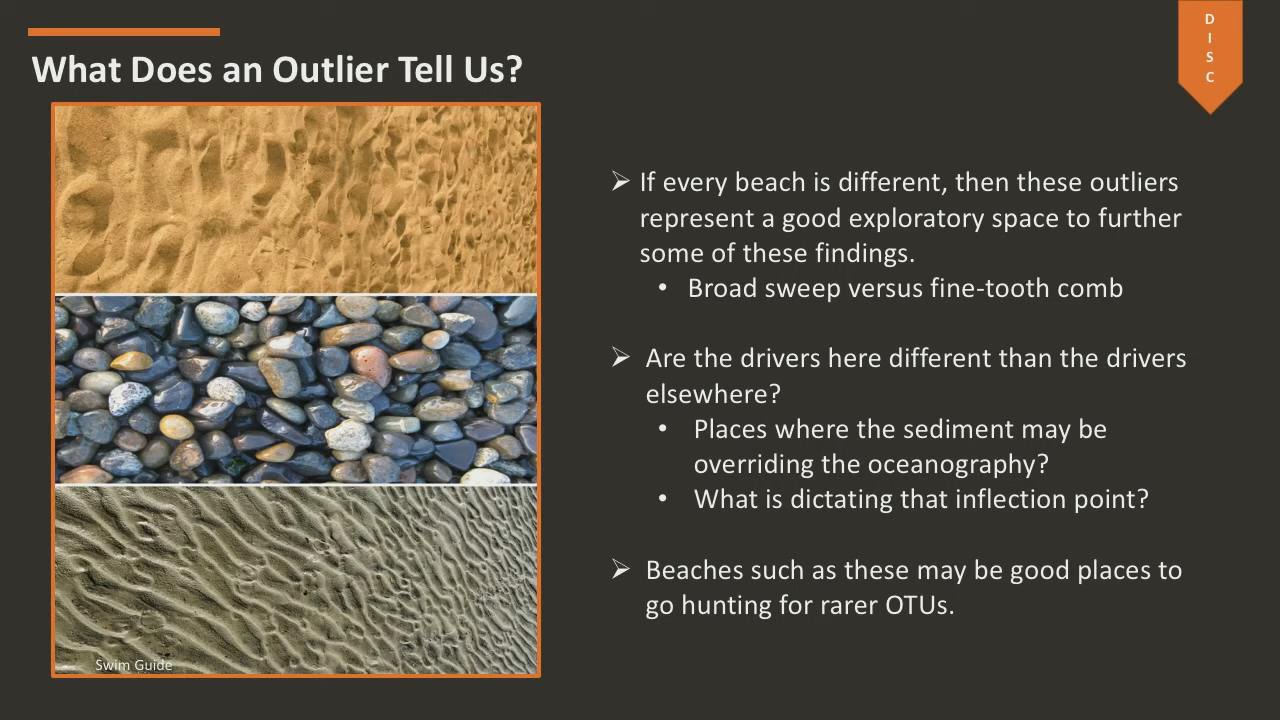 What Does an Outlier Tell Us?
D
I
S
C
➢ If every beach is different, then these outliers
represent a good exploratory space to further
some of these findings.
• Broad sweep versus fine-tooth comb
➢ Are the drivers here different than the drivers
elsewhere?
• Places where the sediment may be
overriding the oceanography?
• What is dictating that inflection point?
➢ Beaches such as these may be good places to
go hunting for rarer OTUs.
Swim Guide